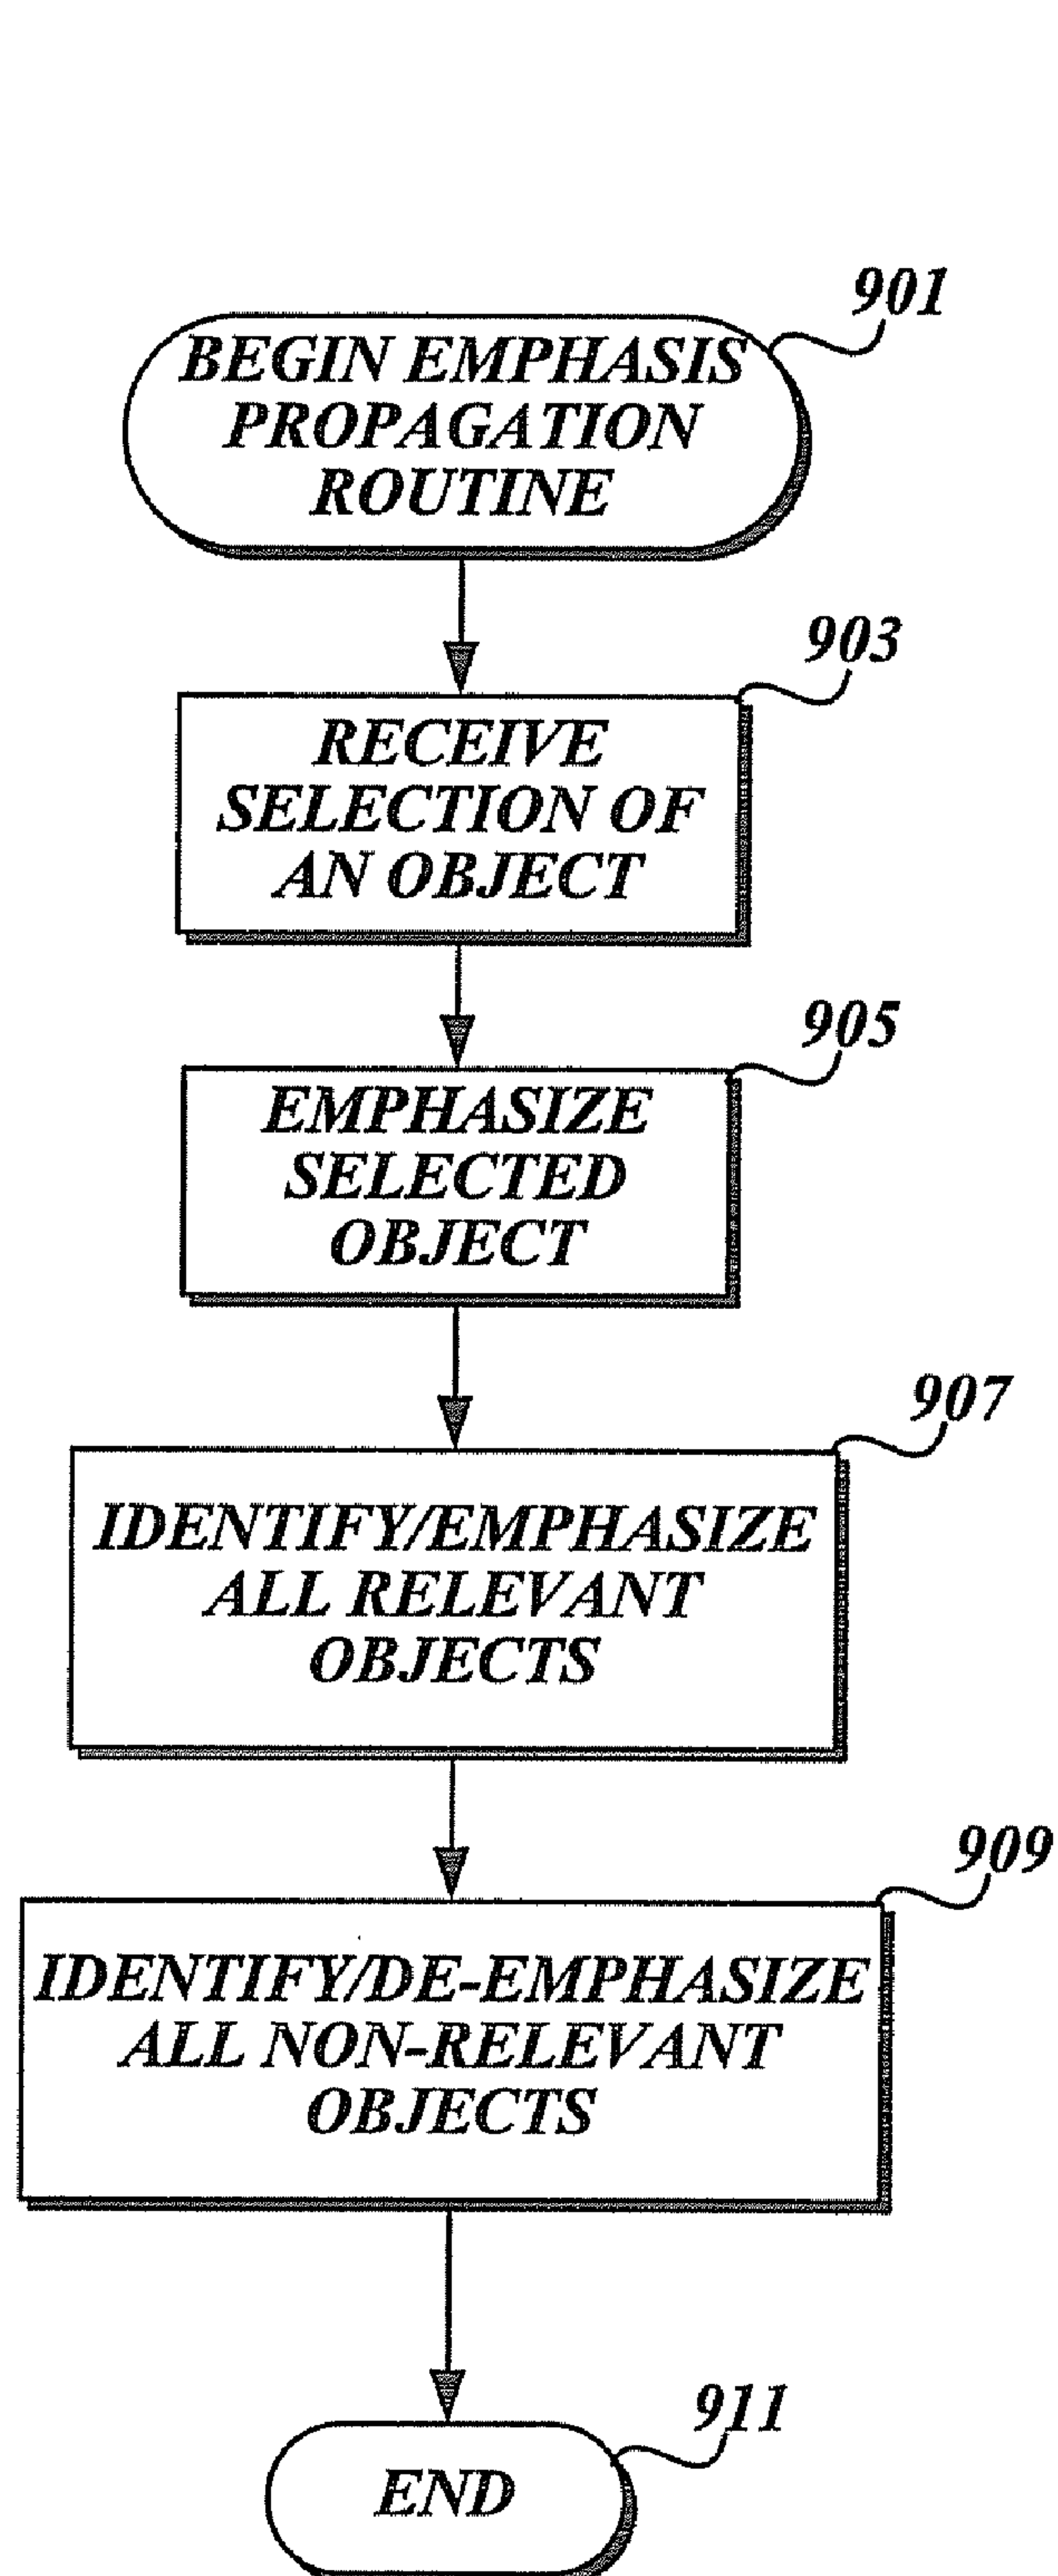 901
BEGIN EMPHASIS
PROPAGATION
ROUTINE
903
RECEIVE
SELECTION OF
AN OBJECT
905
EMPHASIZE
SELECTED
OBJECT
907
IDENTIFY/EMPHASIZE
ALL RELEVANT
OBJECTS
909
IDENTIFY/DE-EMPHASIZE
ALL NON-RELEVANT
OBJECTS
911
END